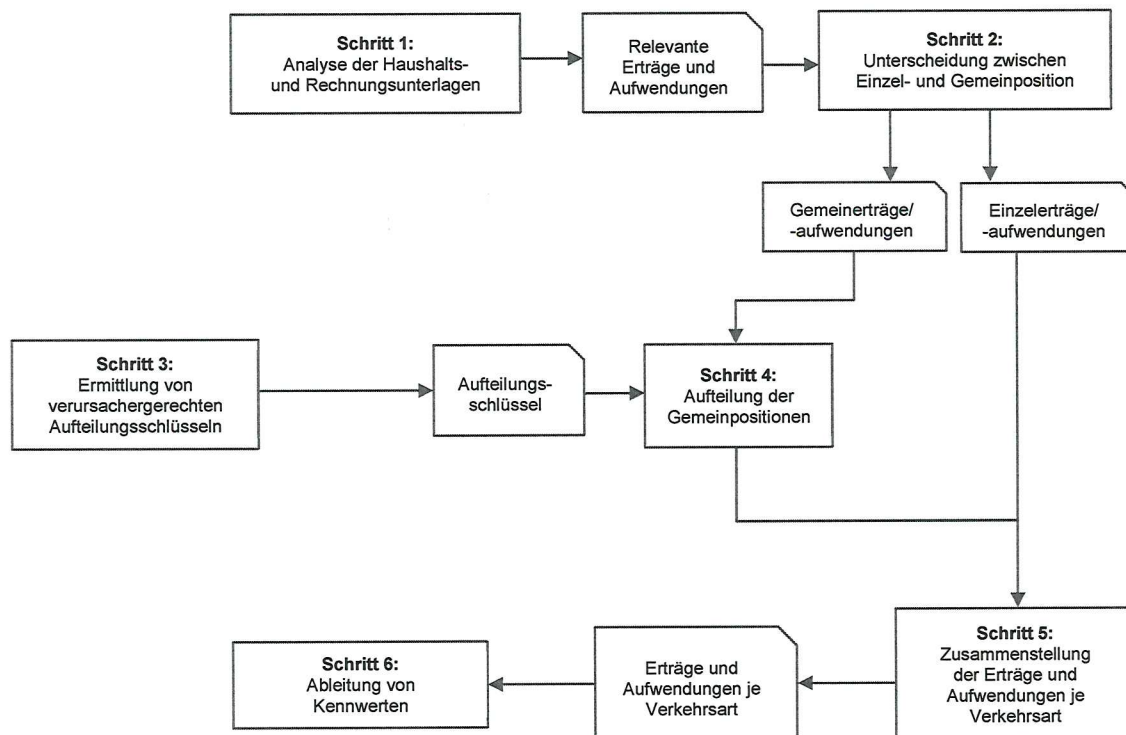 Schritt 1:
Analyse der Haushalts-
und Rechnungsunterlagen
Relevante
Erträge und
Aufwendungen
Schritt 2:
Unterscheidung zwischen
Einzel- und Gemeinposition
Gemeinerträge/
-aufwendungen
Einzelerträge/
-aufwendungen
Schritt 3:
Ermittlung von
verursachergerechten
Aufteilungsschlüsseln
Aufteilungs-
schlüssel
Schritt 4:
Aufteilung der
Gemeinpositionen
Schritt 5:
Zusammenstellung
der Erträge und
Aufwendungen je
Verkehrsart
Erträge und
Aufwendungen je
Verkehrsart
Schritt 6:
Ableitung von
Kennwerten